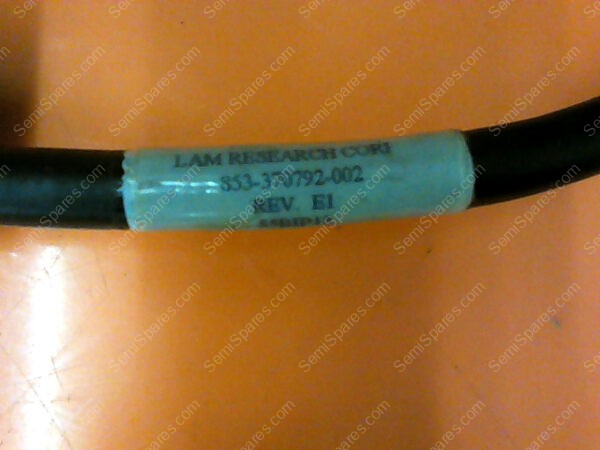 LAM RESEARCH CORP
853-370792-002
REV. E1
SemiSpares.com